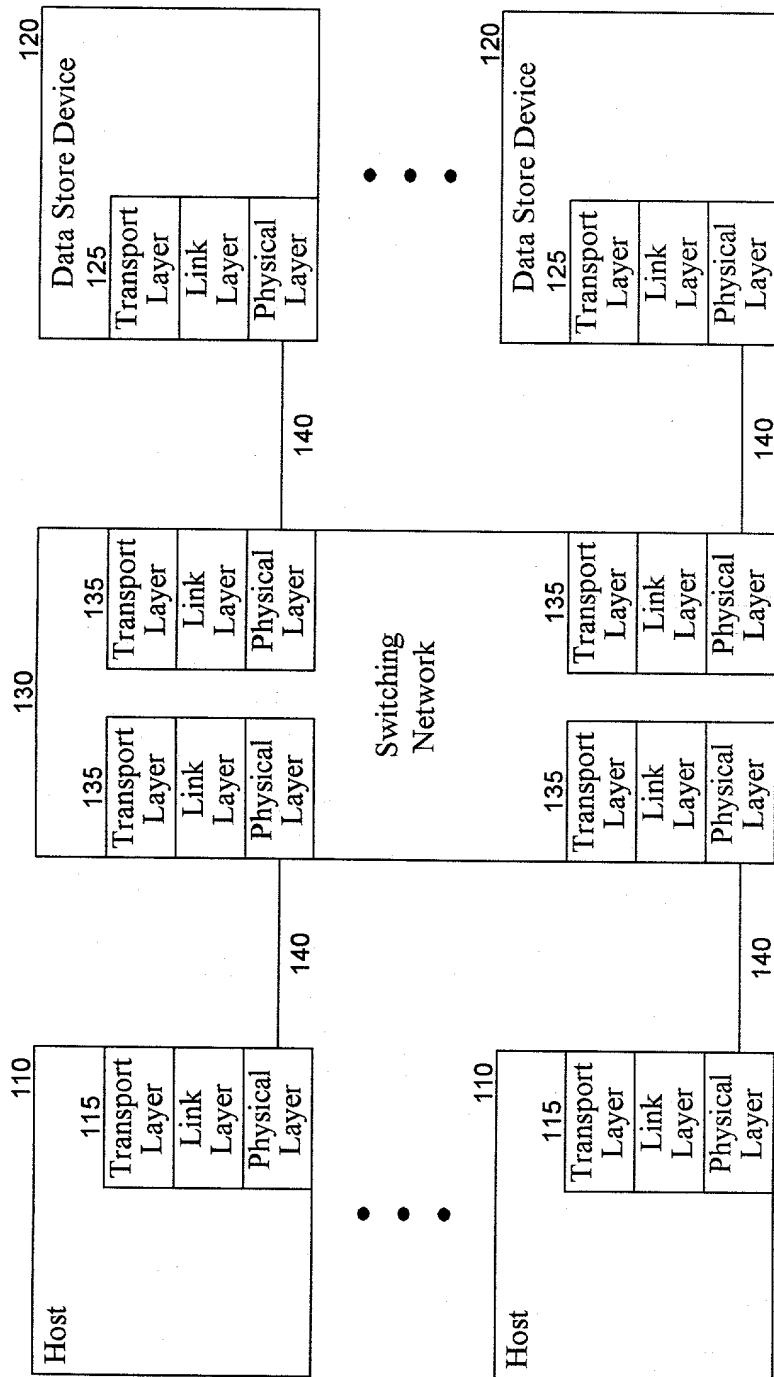 110
Host
115
Transport
Layer
Link
Layer
Physical
Layer
140
130
135
Transport
Layer
Link
Layer
Physical
Layer
135
Transport
Layer
Link
Layer
Physical
Layer
Switching
Network
140
120
Data Store Device
125
Transport
Layer
Link
Layer
Physical
Layer
110
Host
115
Transport
Layer
Link
Layer
Physical
Layer
140
135
Transport
Layer
Link
Layer
Physical
Layer
135
Transport
Layer
Link
Layer
Physical
Layer
140
120
Data Store Device
125
Transport
Layer
Link
Layer
Physical
Layer